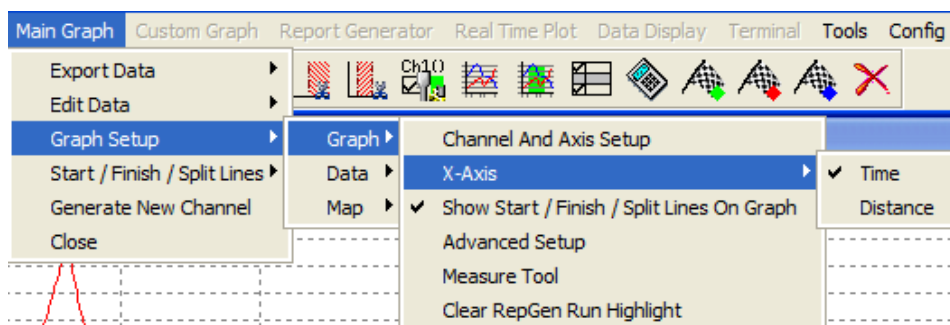 Main Graph Custom Graph Report Generator Real Time Plot Data Display Terminal Tools Config
Ch10
Export Data
Edit Data
Graph Setup
Start / Finish / Split Lines
Generate New Channel
Close
Graph
Data
Map
Channel And Axis Setup
X-Axis
Show Start / Finish / Split Lines On Graph
Advanced Setup
Measure Tool
Clear RepGen Run Highlight
Time
Distance